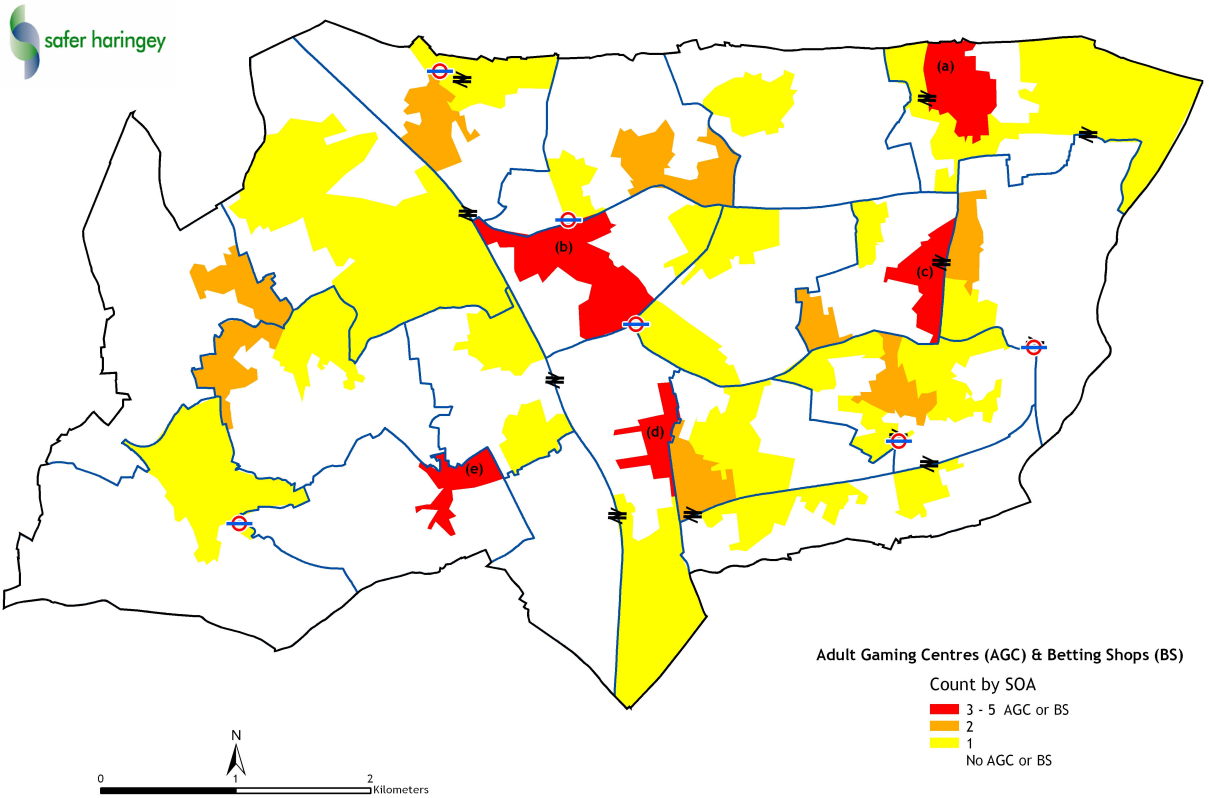 safer haringey
(a)
(b)
(c)
(d)
(e)
Adult Gaming Centres (AGC) & Betting Shops (BS)
Count by SOA
3 - 5 AGC or BS
2
1
No AGC or BS
N
0 1 2
Kilometers